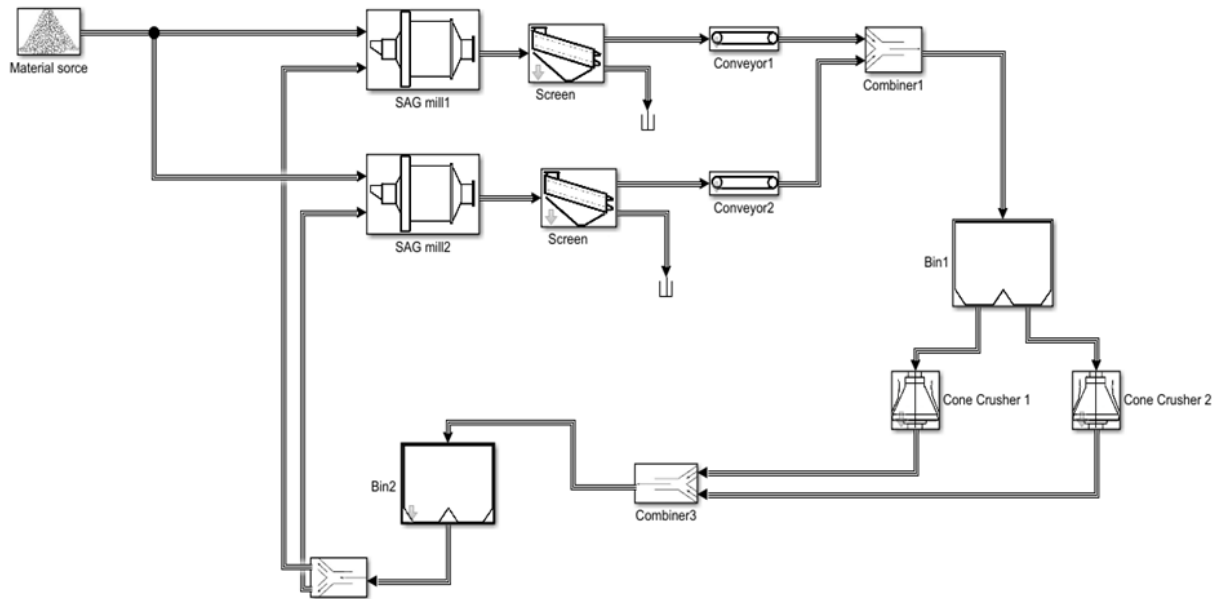 Material sorce
SAG mill1
Screen
Conveyor1
Combiner1
SAG mill2
Screen
Conveyor2
Bin1
Cone Crusher 1
Cone Crusher 2
Bin2
Combiner3